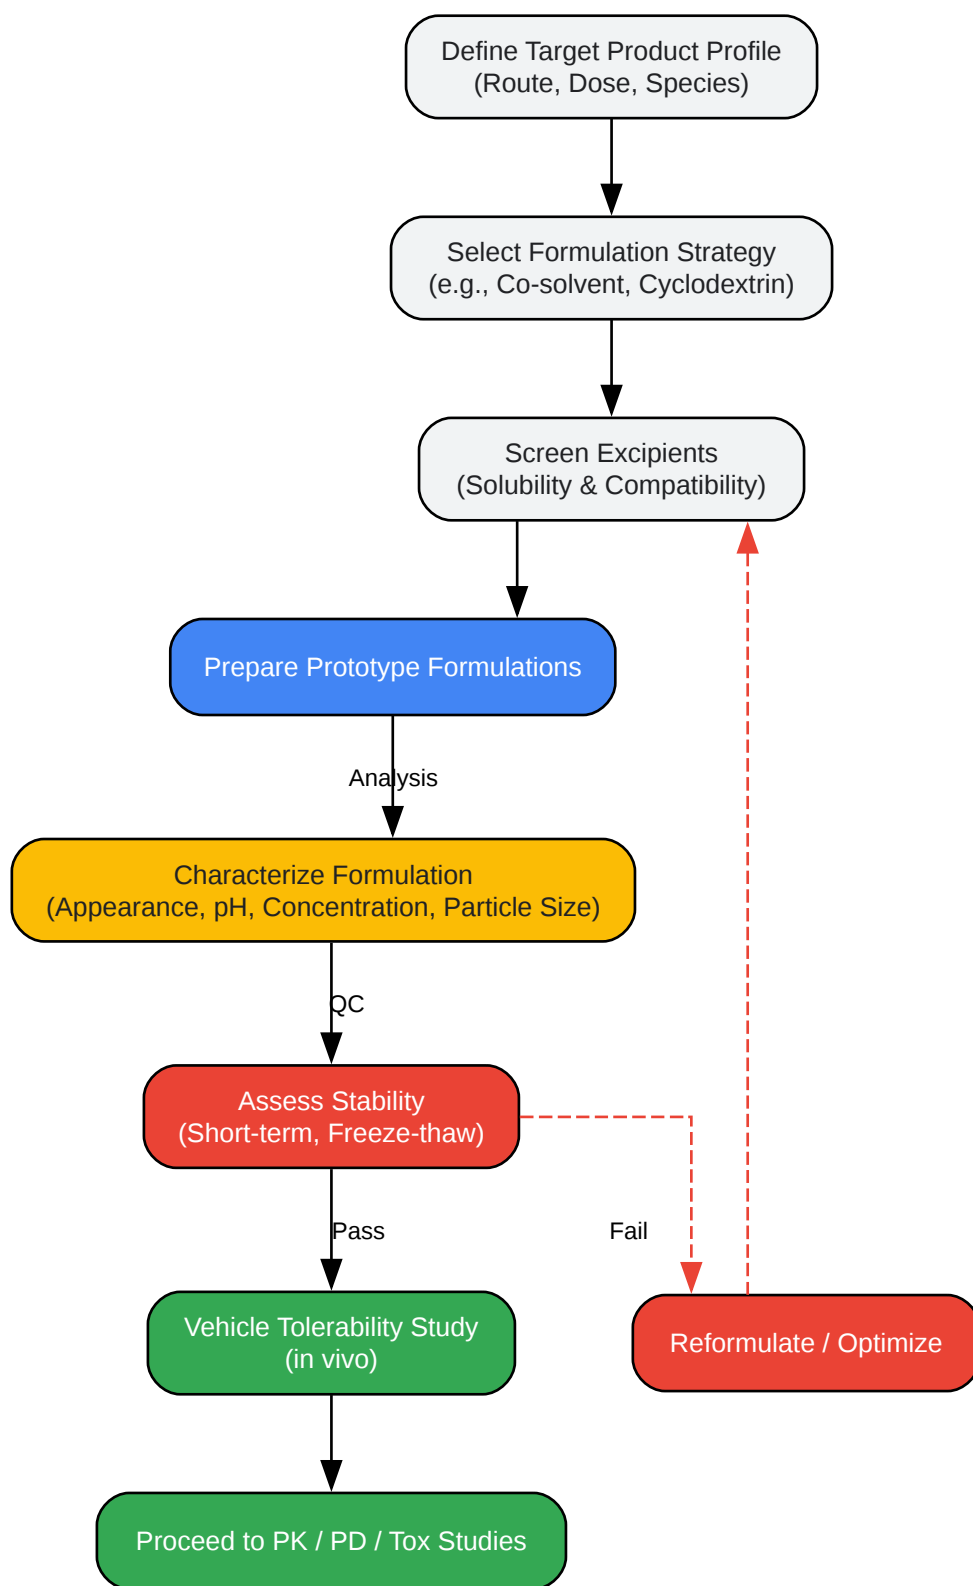 Define Target Product Profile
(Route, Dose, Species)
Select Formulation Strategy
(e.g., Co-solvent, Cyclodextrin)
Screen Excipients
(Solubility & Compatibility)
Prepare Prototype Formulations
Analysis
Characterize Formulation
(Appearance, pH, Concentration, Particle Size)
QC
Assess Stability
(Short-term, Freeze-thaw)
Pass
Fail
Vehicle Tolerability Study
(in vivo)
Reformulate / Optimize
Proceed to PK / PD / Tox Studies